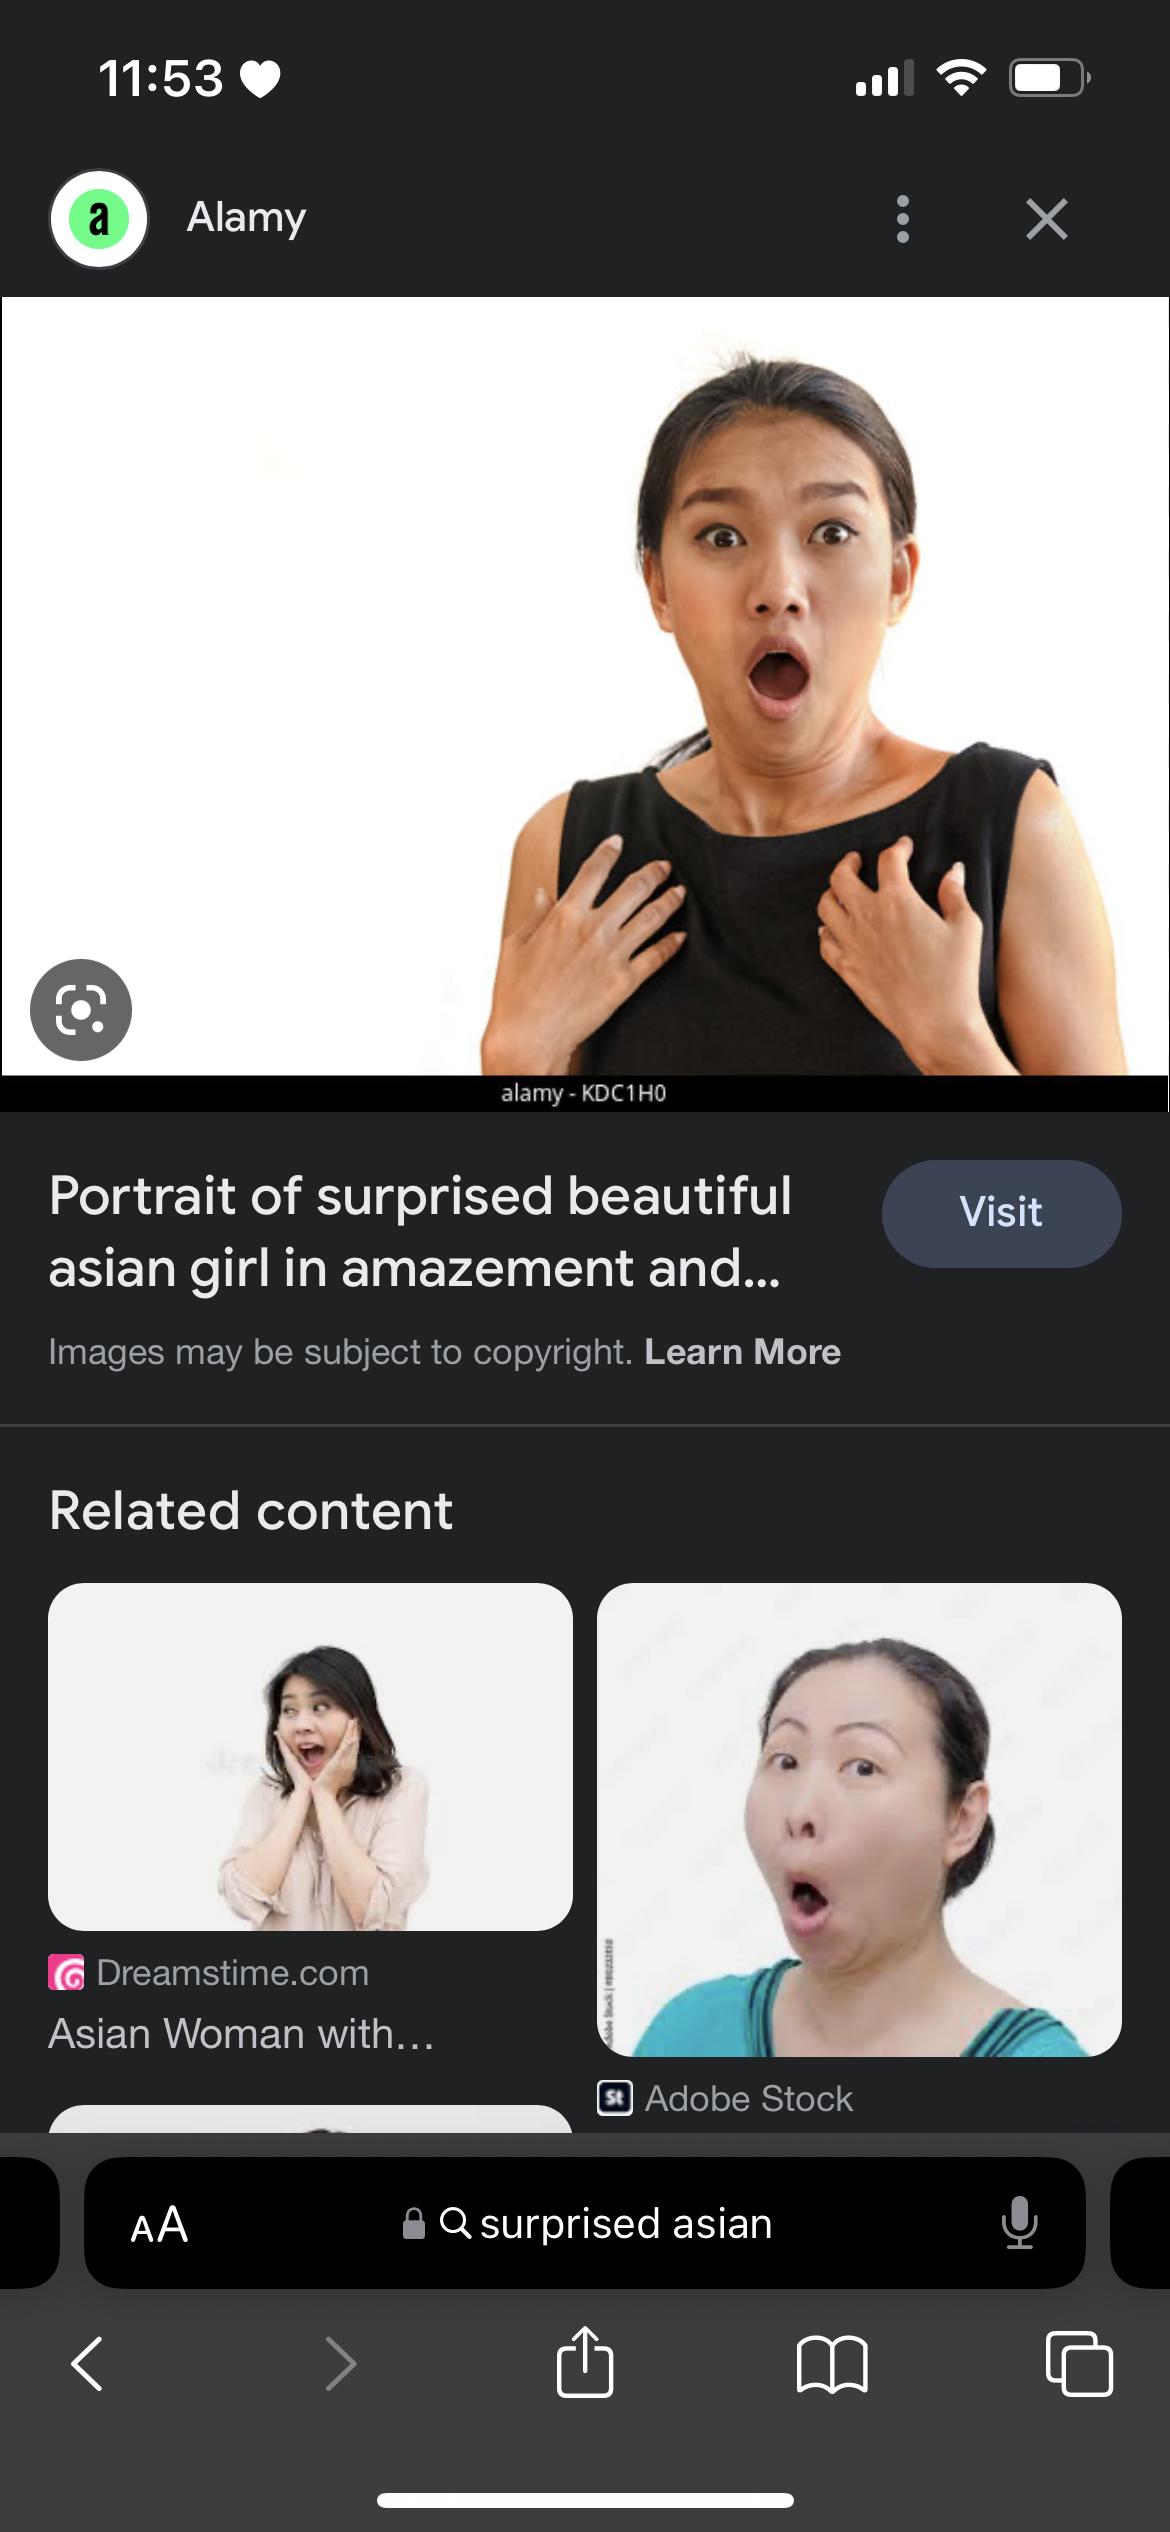 11:53
a
Alamy
alamy - KDC1H0
Portrait of surprised beautiful
asian girl in amazement and...
Visit
Images may be subject to copyright. Learn More
Related content
Dreamstime.com
Asian Woman with...
St
Adobe Stock
AA
surprised asian